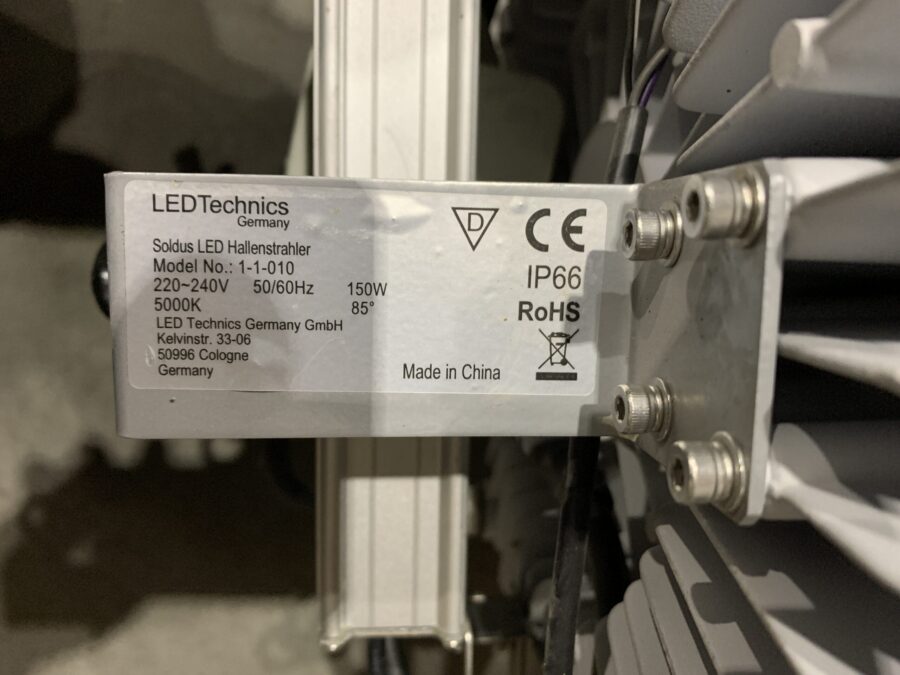 LEDTechnics
Germany
Soldus LED Hallenstrahler
Model No.: 1-1-010
220~240V 50/60Hz 150W
5000K 85°
LED Technics Germany GmbH
Kelvinstr. 33-06
50996 Cologne
Germany
D
CE
IP66
RoHS
Made in China